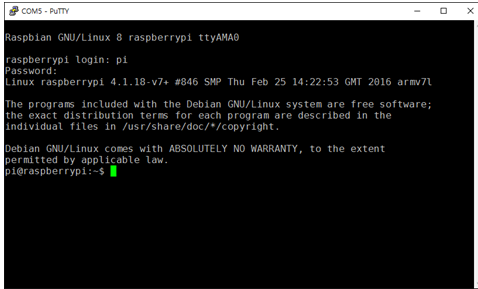 COM5 - PuTTY
Raspbian GNU/Linux 8 raspberrypi ttyAMA0
raspberrypi login: pi
Password:
Linux raspberrypi 4.1.18-v7+ #846 SMP Thu Feb 25 14:22:53 GMT 2016 armv7l
The programs included with the Debian GNU/Linux system are free software;
the exact distribution terms for each program are described in the
individual files in /usr/share/doc/*/copyright.
Debian GNU/Linux comes with ABSOLUTELY NO WARRANTY, to the extent
permitted by applicable law.
pi@raspberrypi:~$